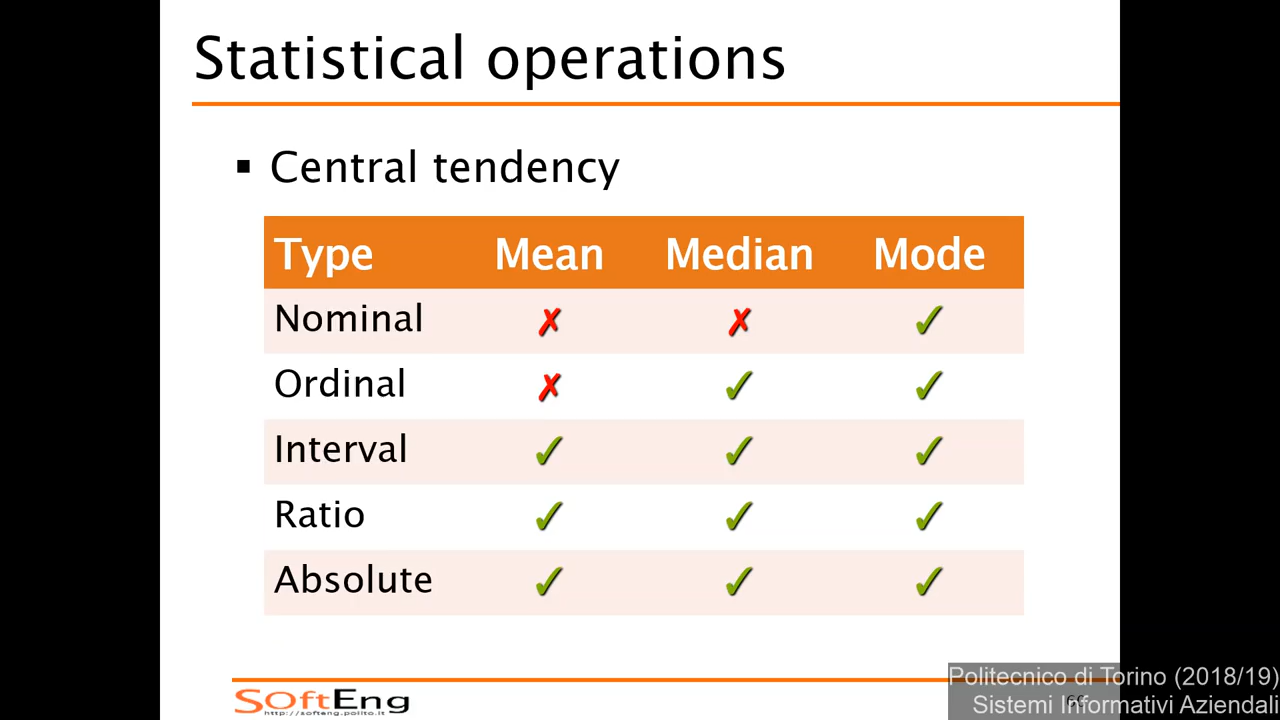 Statistical operations
▪ Central tendency
Type Mean Median Mode
Nominal ✗ ✗ ✓
Ordinal ✗ ✓ ✓
Interval ✓ ✓ ✓
Ratio ✓ ✓ ✓
Absolute ✓ ✓ ✓
SoftEng
http://softeng.polito.it
Politecnico di Torino (2018/19)
Sistemi Informativi Aziendali